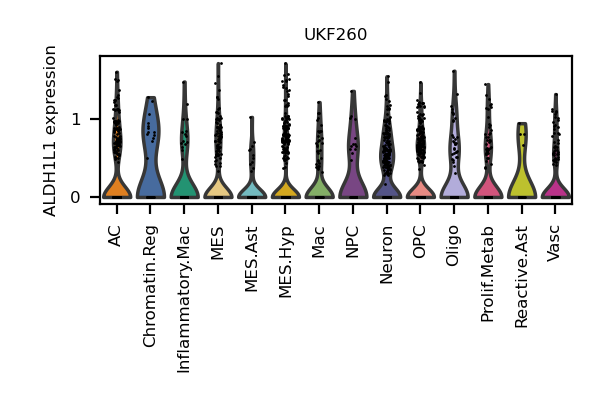 UKF260
ALDH1L1 expression
1
0
AC
Chromatin.Reg
Inflammatory.Mac
MES
MES.Ast
MES.Hyp
Mac
NPC
Neuron
OPC
Oligo
Prolif.Metab
Reactive.Ast
Vasc